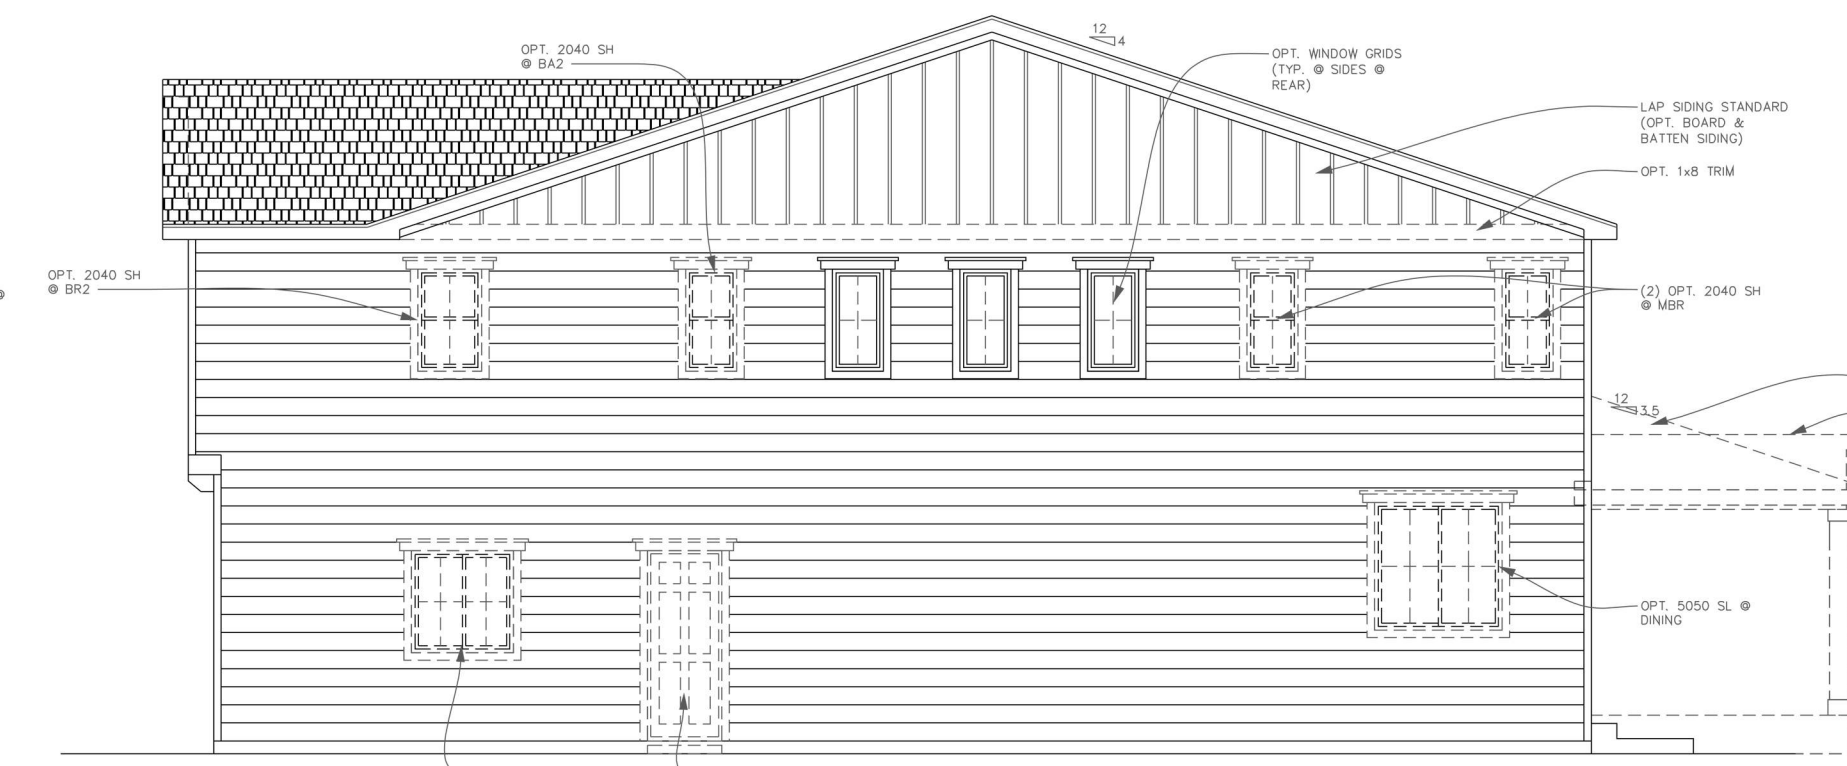 OPT. 2040 SH
@ BA2
12
4
OPT. WINDOW GRIDS
(TYP. @ SIDES @
REAR)
LAP SIDING STANDARD
(OPT. BOARD &
BATTEN SIDING)
OPT. 1x8 TRIM
OPT. 2040 SH
@ BR2
@
(2) OPT. 2040 SH
@ MBR
12
3.5
OPT. 5050 SL @
DINING